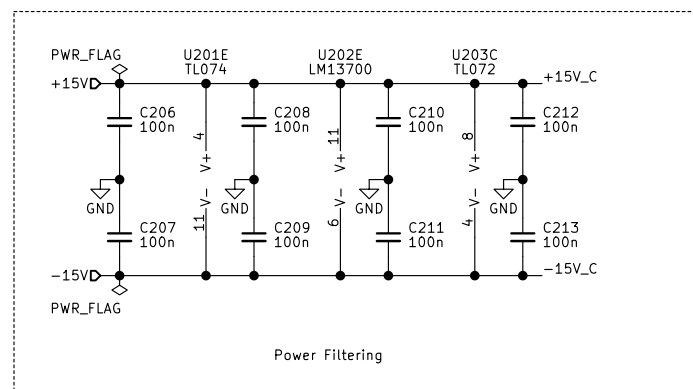 PWR_FLAG
U201E
TL074
U202E
LM13700
U203C
TL072
+15V
+15V_C
C206
100n
4
V+
C208
100n
11
V+
C210
100n
8
V+
C212
100n
GND
GND
GND
GND
11
V-
C207
100n
6
V-
C209
100n
4
V-
C211
100n
C213
100n
-15V
-15V_C
PWR_FLAG
Power Filtering